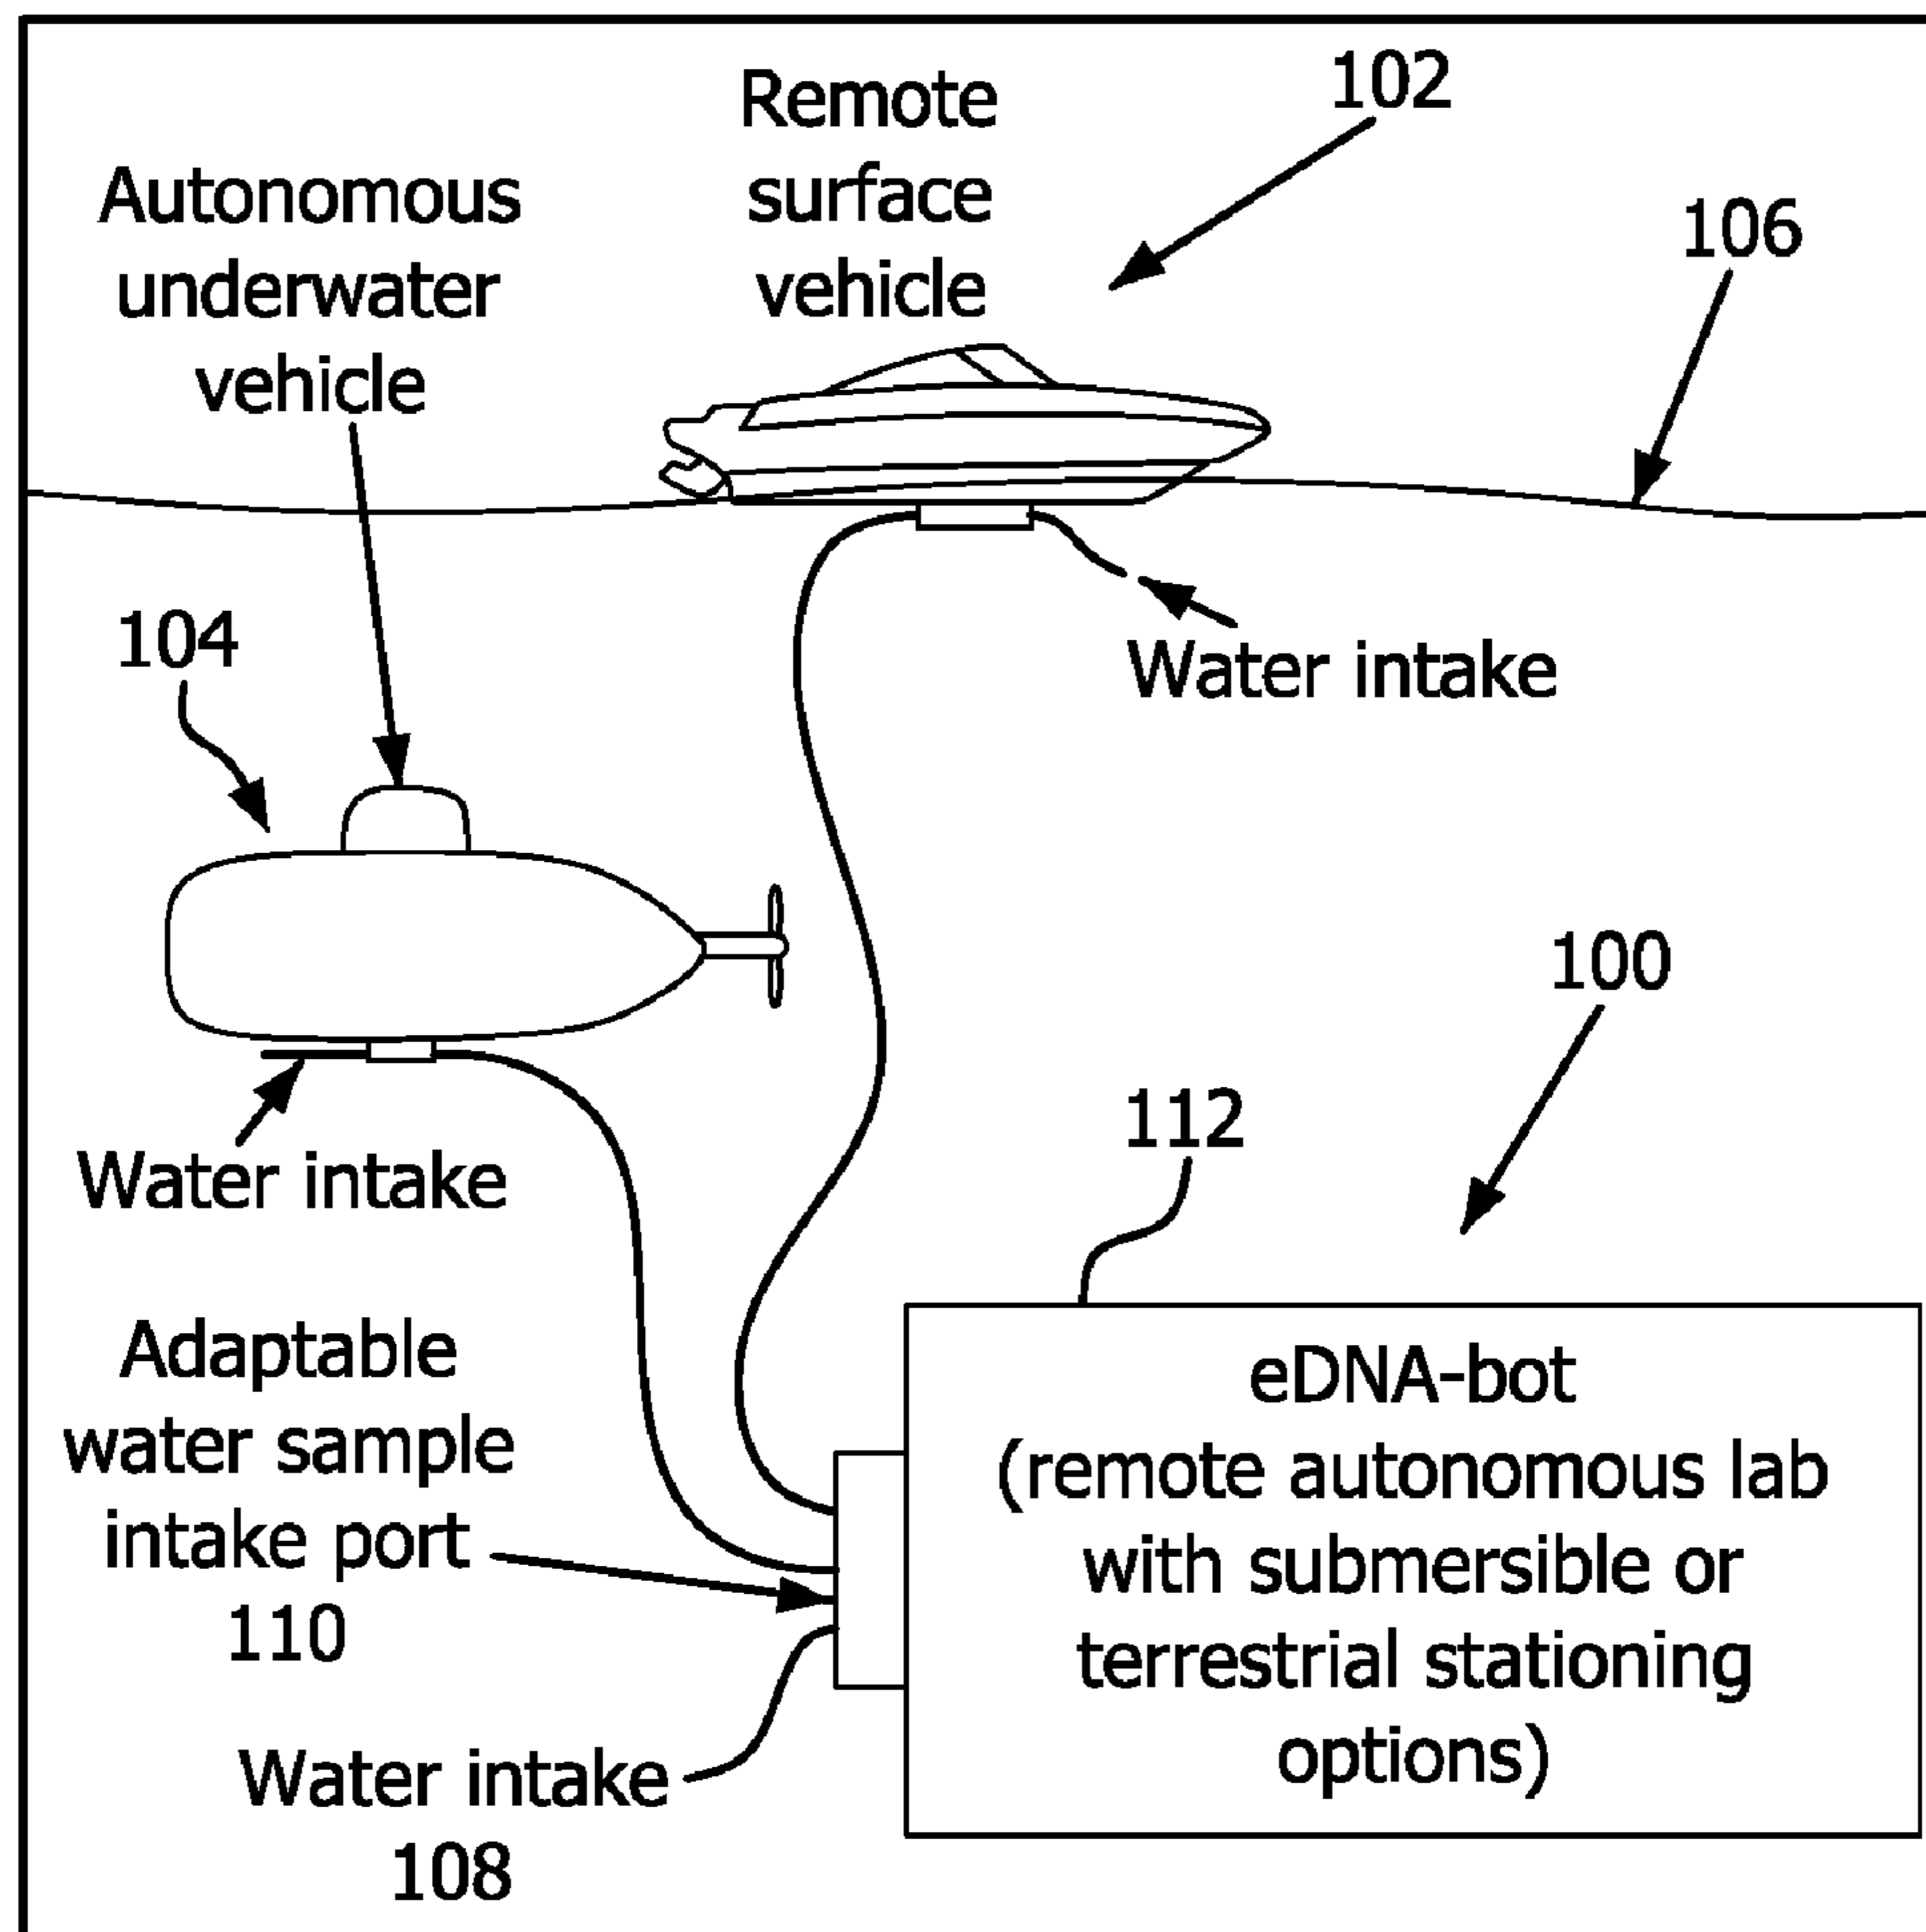 Remote
surface
vehicle
102
Autonomous
underwater
vehicle
106
104
Water intake
100
112
Water intake
Adaptable
water sample
intake port
110
eDNA-bot
(remote autonomous lab
with submersible or
terrestrial stationing
options)
Water intake
108